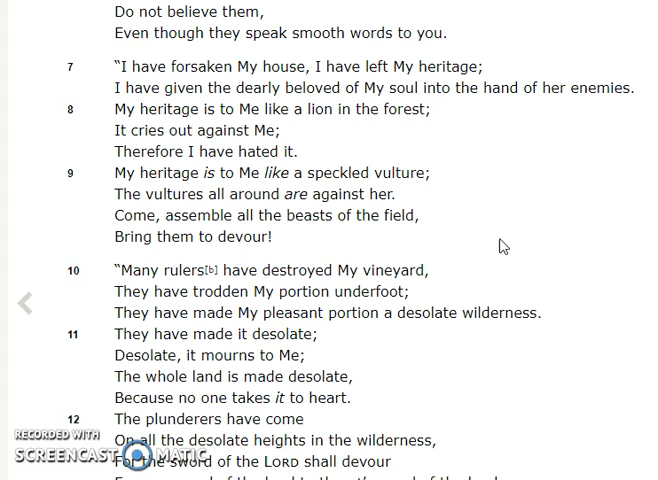 Do not believe them,
Even though they speak smooth words to you.
7 “I have forsaken My house, I have left My heritage;
I have given the dearly beloved of My soul into the hand of her enemies.
8 My heritage is to Me like a lion in the forest;
It cries out against Me;
Therefore I have hated it.
9 My heritage is to Me like a speckled vulture;
The vultures all around are against her.
Come, assemble all the beasts of the field,
Bring them to devour!
10 “Many rulers[b] have destroyed My vineyard,
They have trodden My portion underfoot;
They have made My pleasant portion a desolate wilderness.
11 They have made it desolate;
Desolate, it mourns to Me;
The whole land is made desolate,
Because no one takes it to heart.
12 The plunderers have come
On all the desolate heights in the wilderness,
For the sword of the LORD shall devour
RECORDED WITH
SCREENCAST MATIC